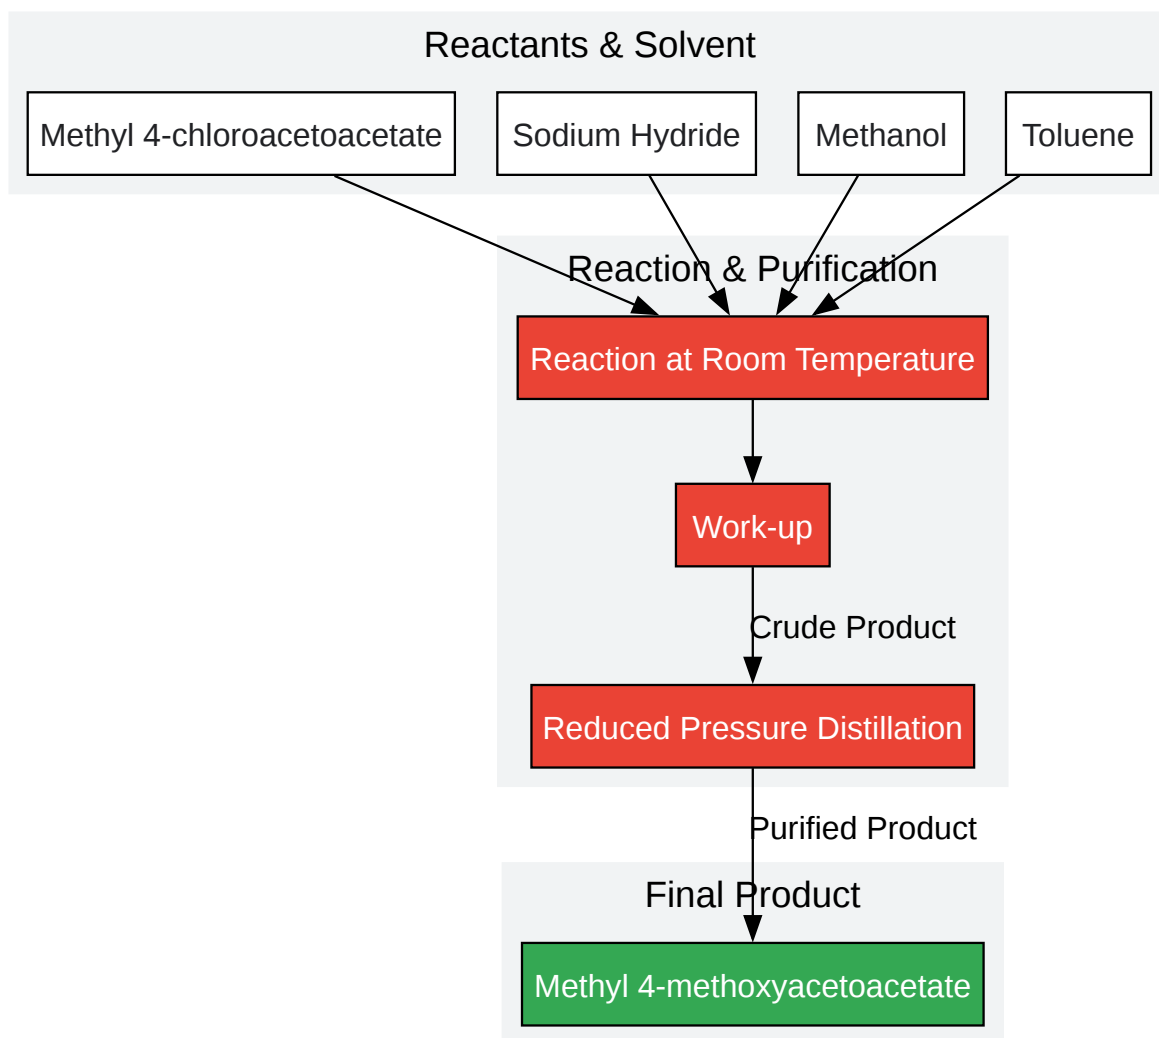 Reactants & Solvent
Methyl 4-chloroacetoacetate
Sodium Hydride
Methanol
Toluene
Reaction & Purification
Reaction at Room Temperature
Work-up
Crude Product
Reduced Pressure Distillation
Purified Product
Final Product
Methyl 4-methoxyacetoacetate